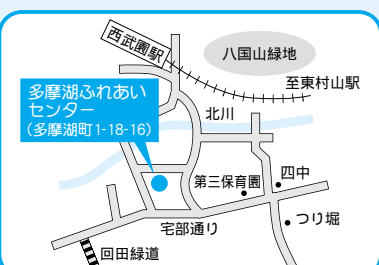 西武園駅
八国山緑地
至東村山駅
多摩湖ふれあい
センター
(多摩湖町1-18-16)
北川
第三保育園
四中
つり堀
宅部通り
回田緑道